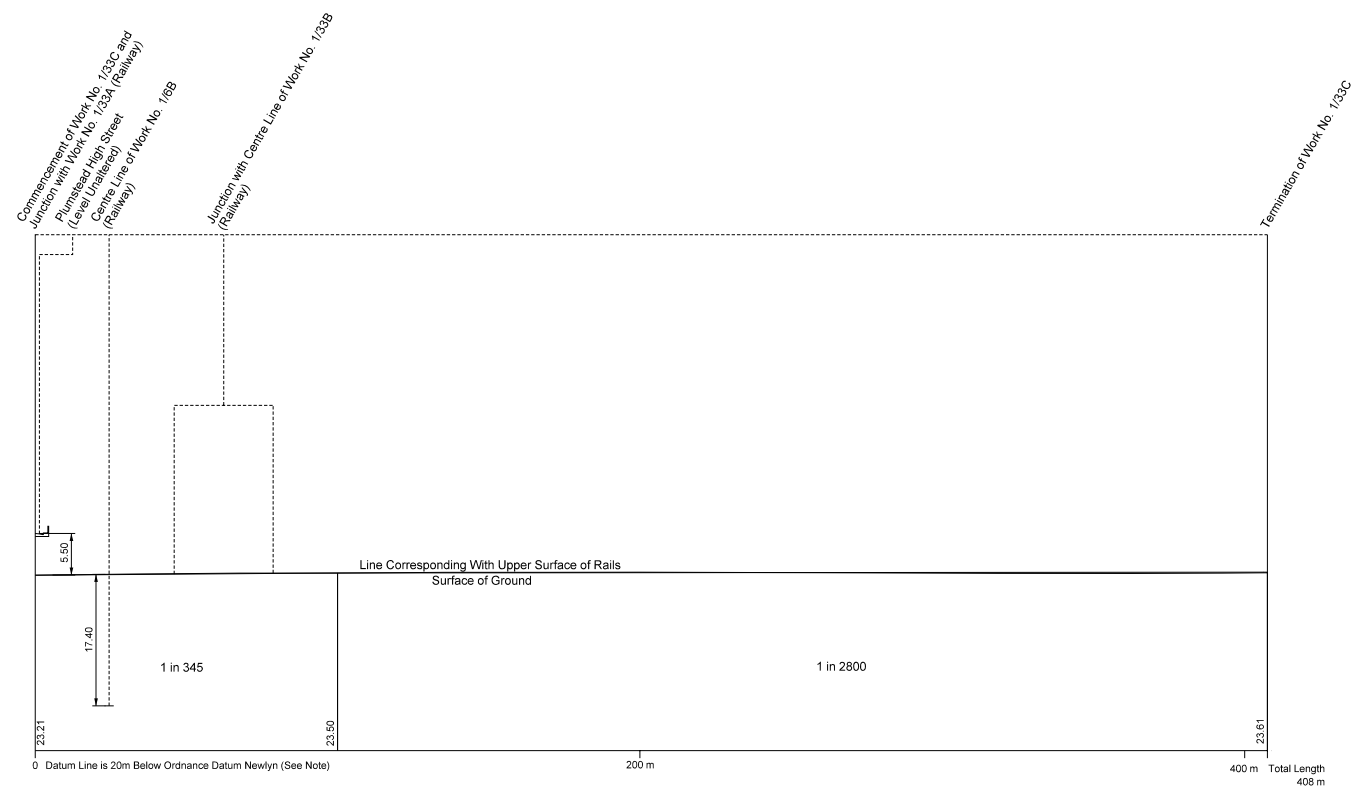 Commencement of Work No. 1/33C and
Junction with Work No. 1/33A (Railway)
Plumstead High Street
(Level Unaltered)
Centre Line of Work No. 1/6B
(Railway)
Junction with Centre Line of Work No. 1/33B
(Railway)
Termination of Work No. 1/33C
5.50
Line Corresponding With Upper Surface of Rails
Surface of Ground
17.40
1 in 345
1 in 2800
23.21
23.50
23.61
0 Datum Line is 20m Below Ordnance Datum Newlyn (See Note)
200 m
400 m
Total Length
408 m